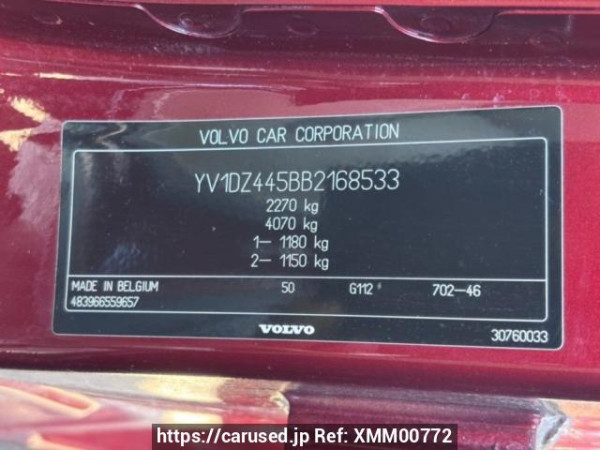 VOLVO CAR CORPORATION
YV1DZ445BB2168533
2270 kg
4070 kg
1– 1180 kg
2– 1150 kg
MADE IN BELGIUM 50 G112 702-46
483966559657
VOLVO 30760033
https://carused.jp Ref: XMM00772